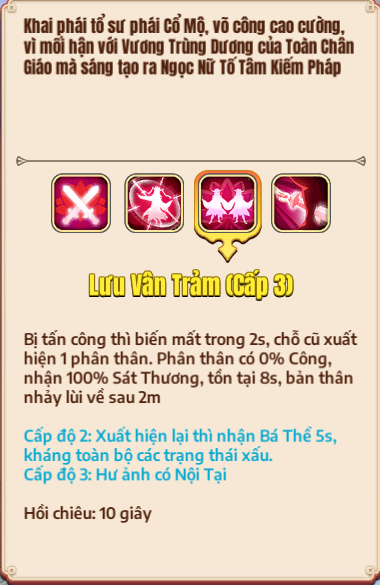 Khai phái tổ sư phái Cổ Mộ, võ công cao cường,
vì mối hận với Vương Trùng Dương của Toàn Chân
Giáo mà sáng tạo ra Ngọc Nữ Tố Tâm Kiếm Pháp
Lưu Vân Trảm (Cấp 3)
Bị tấn công thì biến mất trong 2s, chỗ cũ xuất
hiện 1 phân thân. Phân thân có 0% Công,
nhận 100% Sát Thương, tồn tại 8s, bản thân
nhảy lùi về sau 2m
Cấp độ 2: Xuất hiện lại thì nhận Bá Thể 5s,
kháng toàn bộ các trạng thái xấu.
Cấp độ 3: Hư ảnh có Nội Tại
Hồi chiêu: 10 giây